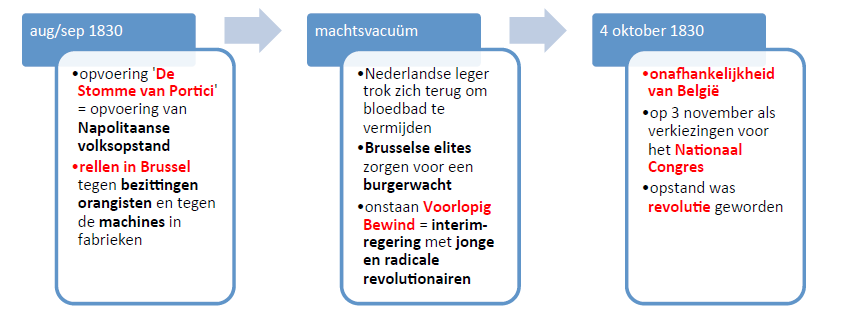 aug/sep 1830
•opvoering 'De
Stomme van Portici'
= opvoering van
Napolitaanse
volksopstand
•rellen in Brussel
tegen bezittingen
orangisten en tegen
de machines in
fabrieken
machtsvacuüm
•Nederlandse leger
trok zich terug om
bloedbad te
vermijden
•Brusselse elites
zorgen voor een
burgerwacht
•onstaan Voorlopig
Bewind = interim-
regering met jonge
en radicale
revolutionairen
4 oktober 1830
•onafhankelijkheid
van België
•op 3 november als
verkiezingen voor
het Nationaal
Congres
•opstand was
revolutie geworden